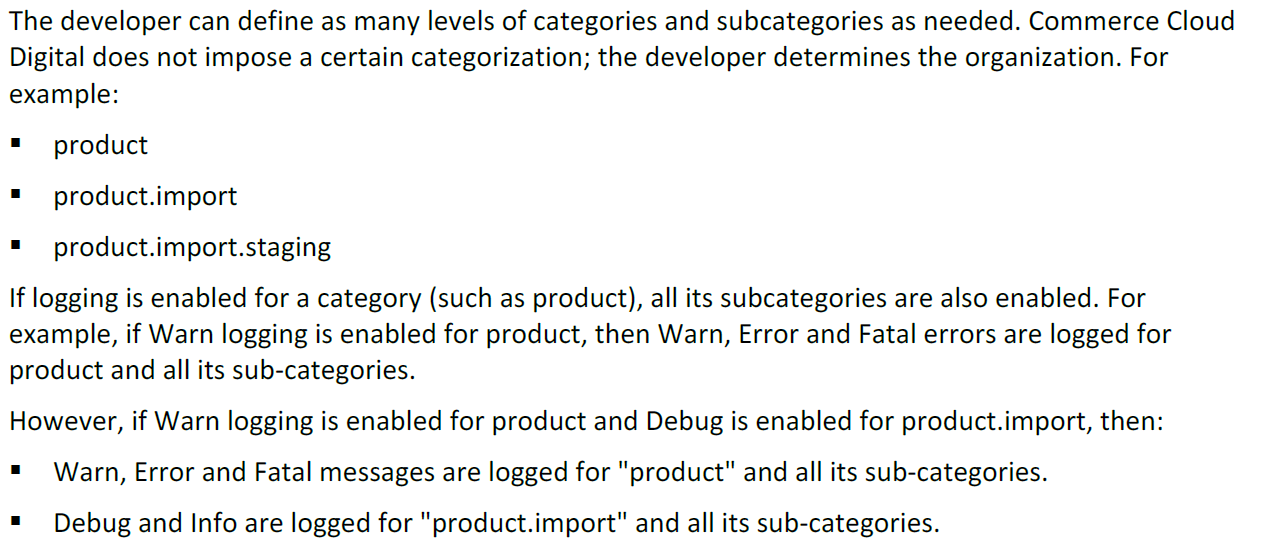 The developer can define as many levels of categories and subcategories as needed. Commerce Cloud
Digital does not impose a certain categorization; the developer determines the organization. For
example:
▪ product
▪ product.import
▪ product.import.staging
If logging is enabled for a category (such as product), all its subcategories are also enabled. For
example, if Warn logging is enabled for product, then Warn, Error and Fatal errors are logged for
product and all its sub-categories.
However, if Warn logging is enabled for product and Debug is enabled for product.import, then:
▪ Warn, Error and Fatal messages are logged for "product" and all its sub-categories.
▪ Debug and Info are logged for "product.import" and all its sub-categories.